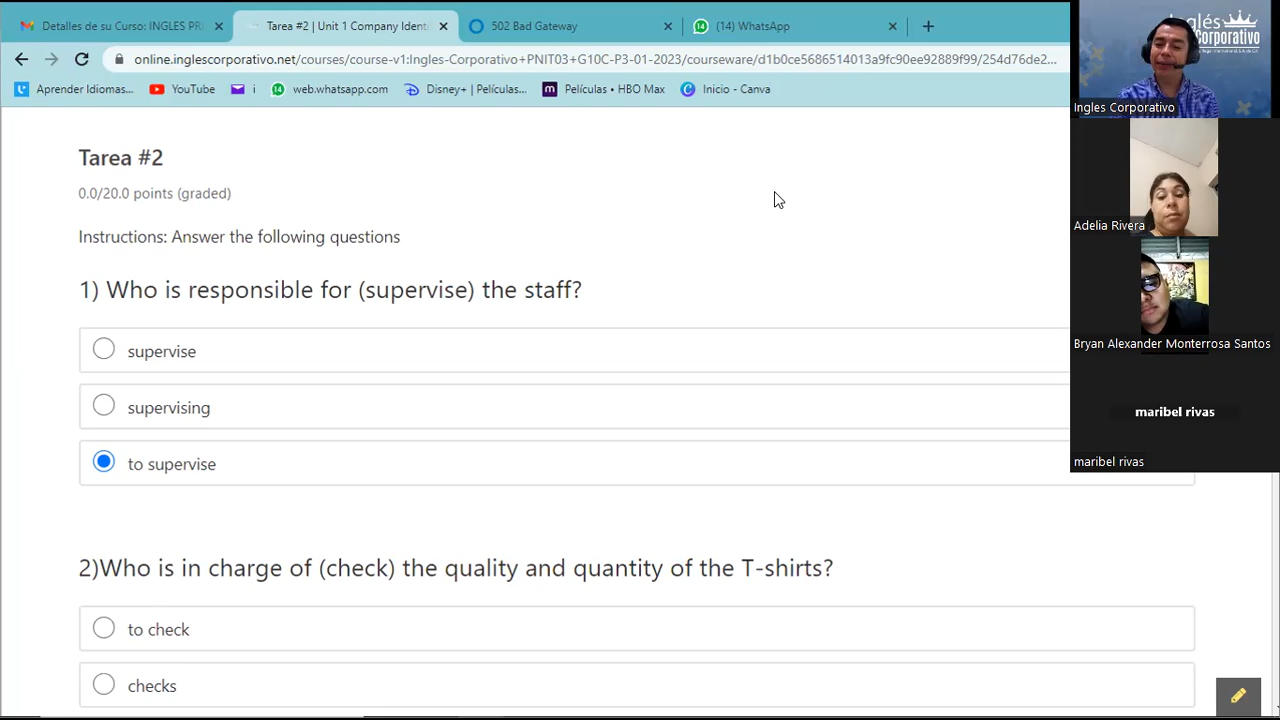 Detalles de su Curso: INGLES PRI
Tarea #2 | Unit 1 Company Ident
502 Bad Gateway
(14) WhatsApp
online.inglescorporativo.net/courses/course-v1:Ingles-Corporativo+PNIT03+G10C-P3-01-2023/courseware/d1b03e56f6514013a9fc90ee92889f99/254d76de2...
Aprender Idiomas...
YouTube
i
web.whatsapp.com
Disney+ | Películas...
Películas • HBO Max
Inicio - Canva
Inglés
Corporativo
Ingles Corporativo
Adelia Rivera
Bryan Alexander Monterrosa Santos
maribel rivas
maribel rivas
Tarea #2
0.0/20.0 points (graded)
Instructions: Answer the following questions
1) Who is responsible for (supervise) the staff?
supervise
supervising
to supervise
2)Who is in charge of (check) the quality and quantity of the T-shirts?
to check
checks